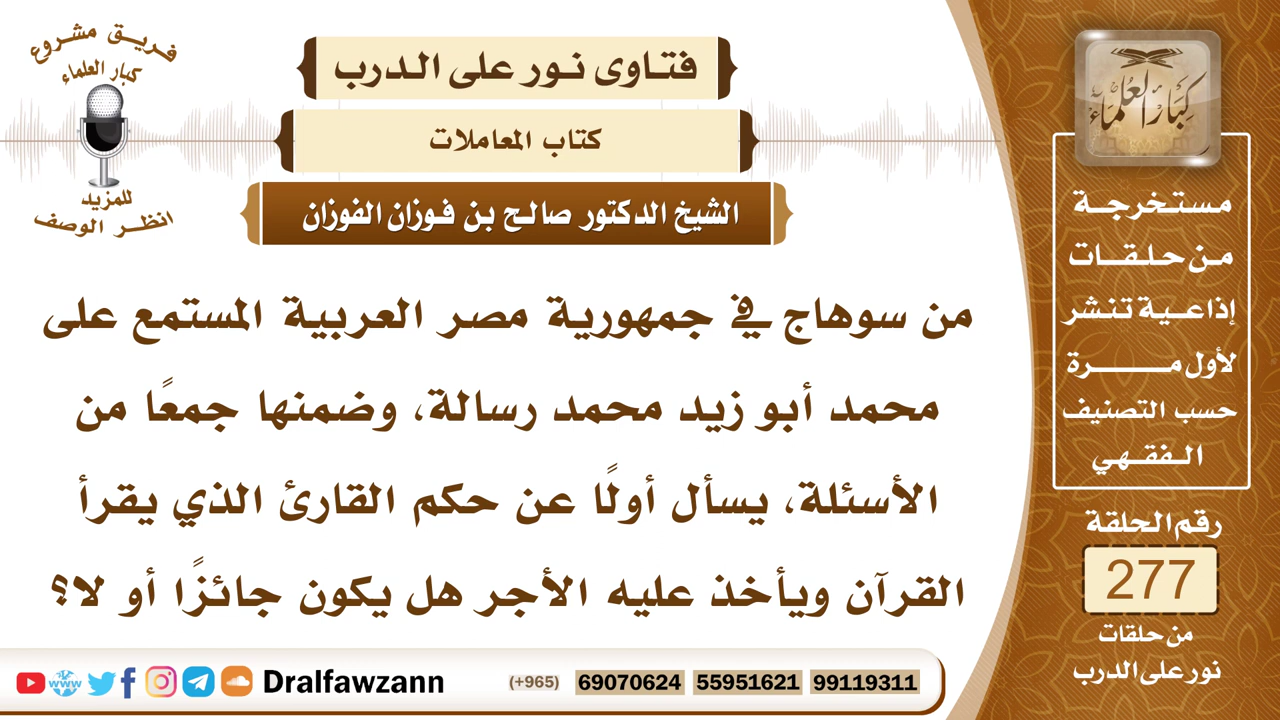 فريق مشروع
كبار العلماء
للمزيد
انظر الوصف
فتاوى نور على الدرب
كتاب المعاملات
الشيخ الدكتور صالح بن فوزان الفوزان
من سوهاج في جمهورية مصر العربية المستمع على
محمد أبو زيد محمد رسالة، وضمنها جمعًا من
الأسئلة، يسأل أولًا عن حكم القارئ الذي يقرأ
القرآن ويأخذ عليه الأجر هل يكون جائزًا أو لا؟
كبار العلماء
مستخرجة
من حلقات
إذاعية تنشر
لأول مرة
حسب التصنيف
الفقهي
رقم الحلقة
277
من حلقات
نور على الدرب
www
Dralfawzann
(+965) 69070624 55951621 99119311